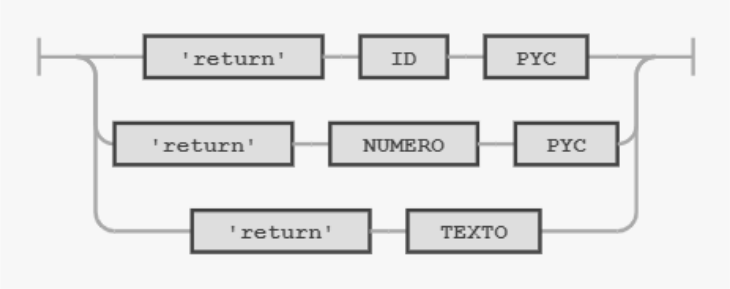 'return' ID PYC
'return' NUMERO PYC
'return' TEXTO